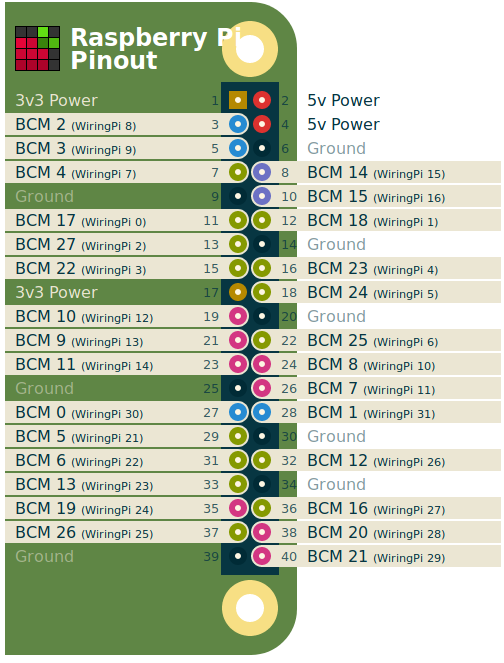 Raspberry Pi
Pinout
3v3 Power 1 2 5v Power
BCM 2 (WiringPi 8) 3 4 5v Power
BCM 3 (WiringPi 9) 5 6 Ground
BCM 4 (WiringPi 7) 7 8 BCM 14 (WiringPi 15)
Ground 9 10 BCM 15 (WiringPi 16)
BCM 17 (WiringPi 0) 11 12 BCM 18 (WiringPi 1)
BCM 27 (WiringPi 2) 13 14 Ground
BCM 22 (WiringPi 3) 15 16 BCM 23 (WiringPi 4)
3v3 Power 17 18 BCM 24 (WiringPi 5)
BCM 10 (WiringPi 12) 19 20 Ground
BCM 9 (WiringPi 13) 21 22 BCM 25 (WiringPi 6)
BCM 11 (WiringPi 14) 23 24 BCM 8 (WiringPi 10)
Ground 25 26 BCM 7 (WiringPi 11)
BCM 0 (WiringPi 30) 27 28 BCM 1 (WiringPi 31)
BCM 5 (WiringPi 21) 29 30 Ground
BCM 6 (WiringPi 22) 31 32 BCM 12 (WiringPi 26)
BCM 13 (WiringPi 23) 33 34 Ground
BCM 19 (WiringPi 24) 35 36 BCM 16 (WiringPi 27)
BCM 26 (WiringPi 25) 37 38 BCM 20 (WiringPi 28)
Ground 39 40 BCM 21 (WiringPi 29)